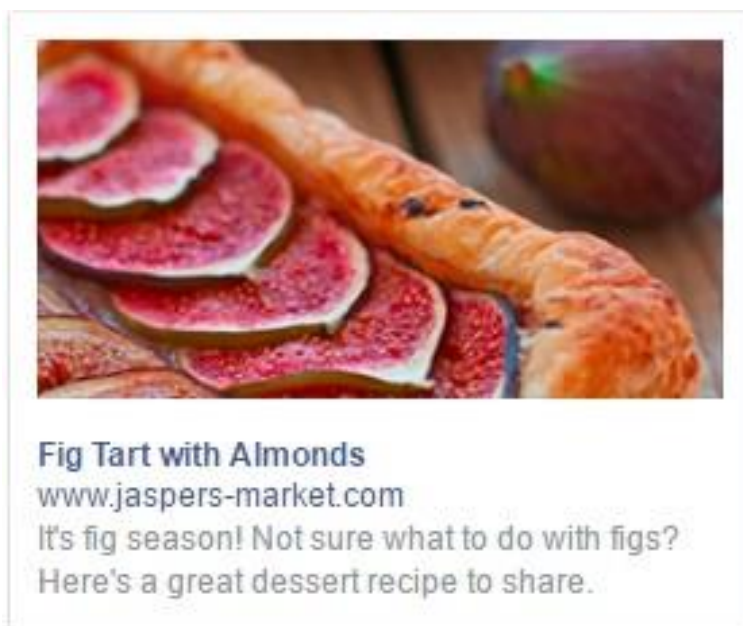 Fig Tart with Almonds
www.jaspers-market.com
It's fig season! Not sure what to do with figs?
Here's a great dessert recipe to share.